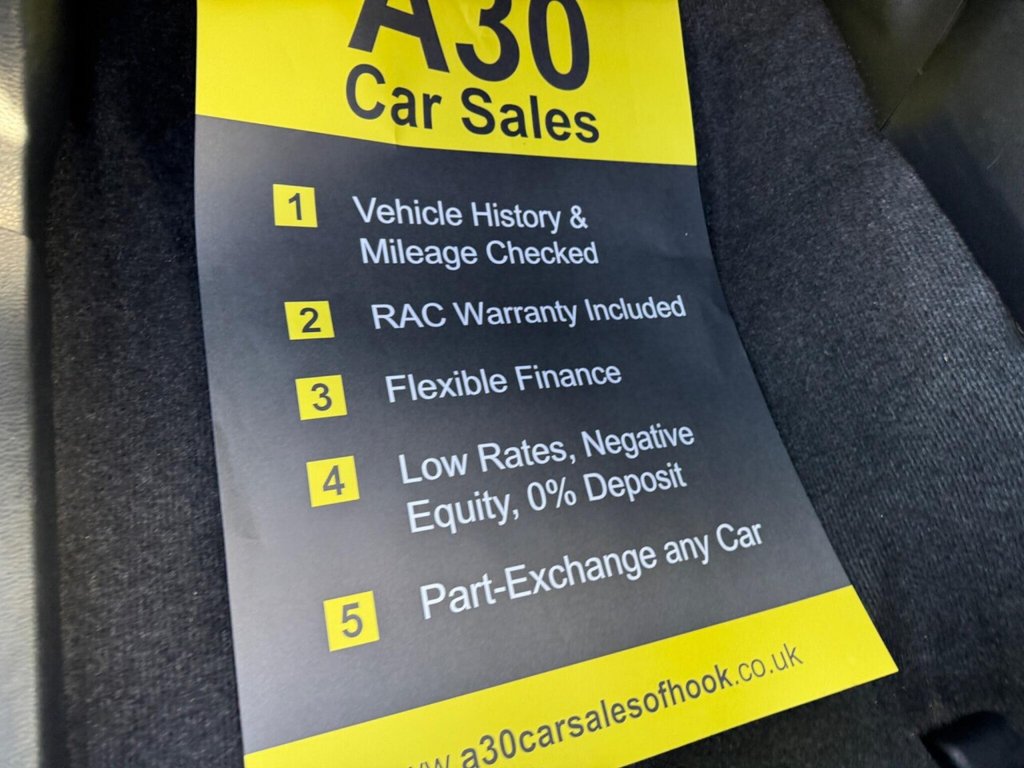 A30
Car Sales
1 Vehicle History &
Mileage Checked
2 RAC Warranty Included
3 Flexible Finance
4 Low Rates, Negative
Equity, 0% Deposit
5 Part-Exchange any Car
www.a30carsalesofhook.co.uk